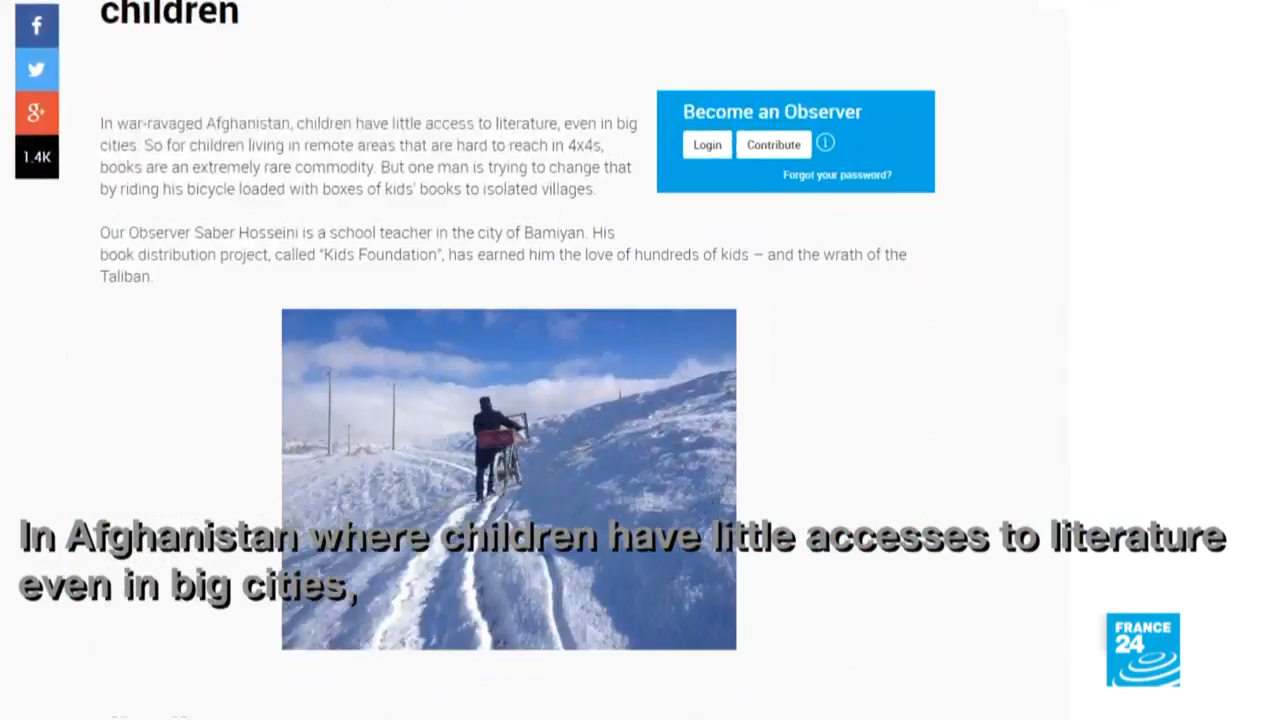 children
In war-ravaged Afghanistan, children have little access to literature, even in big
cities. So for children living in remote areas that are hard to reach in 4x4s,
books are an extremely rare commodity. But one man is trying to change that
by riding his bicycle loaded with boxes of kids' books to isolated villages.
Become an Observer
Login
Contribute
Forgot your password?
1.4K
Our Observer Saber Hosseini is a school teacher in the city of Bamiyan. His
book distribution project, called "Kids Foundation", has earned him the love of hundreds of kids – and the wrath of the
Taliban.
In Afghanistan where children have little accesses to literature
even in big cities,
FRANCE
24